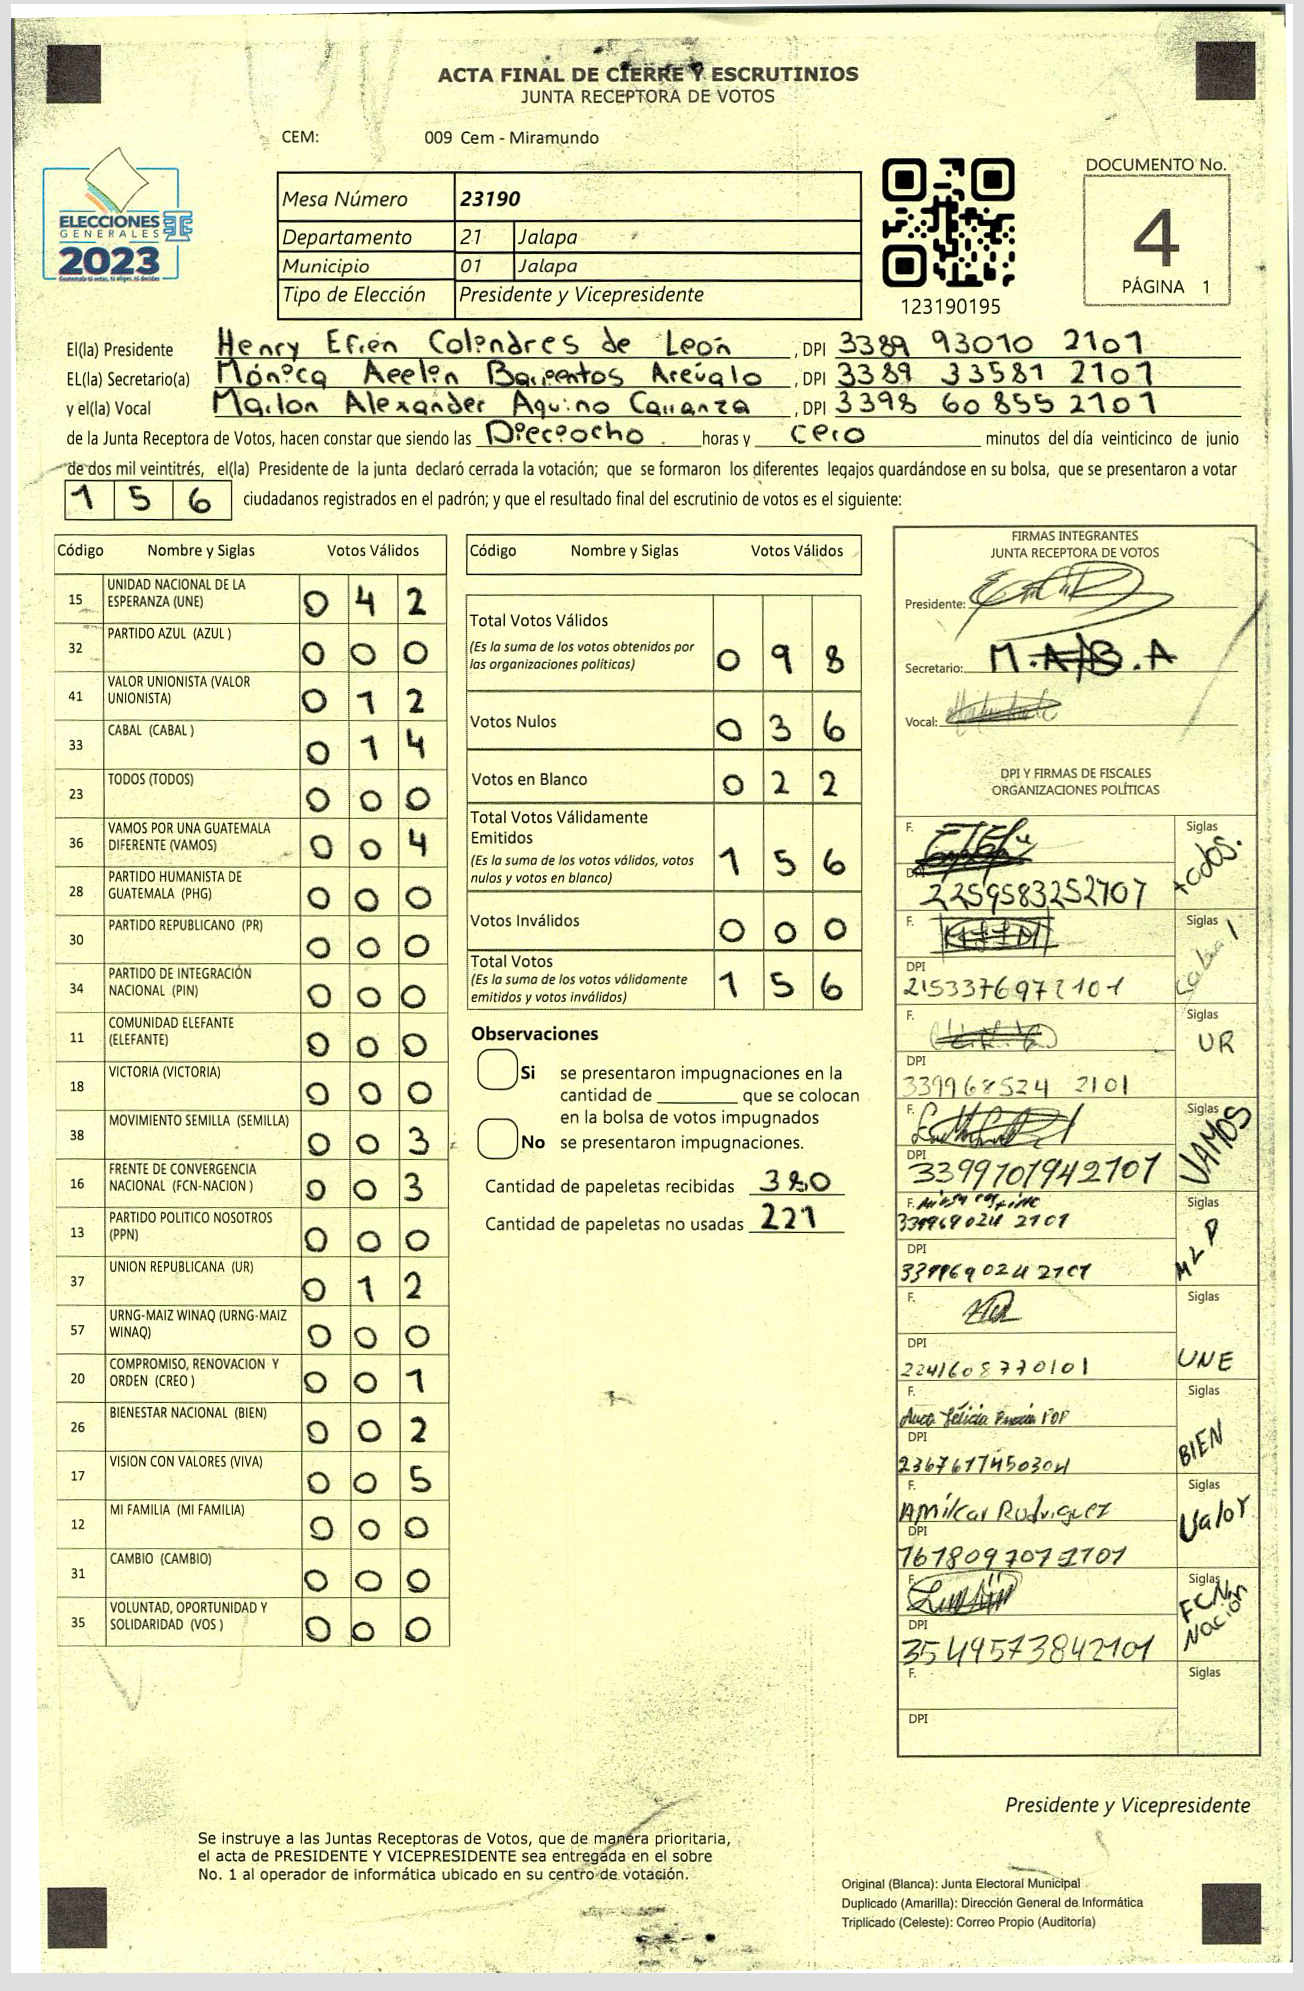 ACTA FINAL DE CIERRE Y ESCRUTINIOS
JUNTA RECEPTORA DE VOTOS
CEM: 009 Cem - Miramundo
ELECCIONES
GENERALES
2023
Mesa Número 23190
Departamento 21 Jalapa
Municipio 01 Jalapa
Tipo de Elección Presidente y Vicepresidente
123190195
DOCUMENTO No.
4
PÁGINA 1
El(la) Presidente Henry Efien Colendres de León , DPI 3389 93010 2101
EL(la) Secretario(a) Mónica Aeelin Barrientos Arévalo , DPI 3389 33581 2101
y el(la) Vocal Marlon Alexander Aquino Carranza , DPI 3398 60855 2101
de la Junta Receptora de Votos, hacen constar que siendo las Dieciocho horas y cero minutos del día veinticinco de junio
de dos mil veintitrés, el(la) Presidente de la junta declaró cerrada la votación; que se formaron los diferentes legajos guardándose en su bolsa, que se presentaron a votar
1 5 6 ciudadanos registrados en el padrón; y que el resultado final del escrutinio de votos es el siguiente:
Código Nombre y Siglas Votos Válidos
15 UNIDAD NACIONAL DE LA ESPERANZA (UNE) 0 4 2
32 PARTIDO AZUL (AZUL ) 0 0 0
41 VALOR UNIONISTA (VALOR UNIONISTA) 0 1 2
33 CABAL (CABAL ) 0 1 4
23 TODOS (TODOS) 0 0 0
36 VAMOS POR UNA GUATEMALA DIFERENTE (VAMOS) 0 0 4
28 PARTIDO HUMANISTA DE GUATEMALA (PHG) 0 0 0
30 PARTIDO REPUBLICANO (PR) 0 0 0
34 PARTIDO DE INTEGRACIÓN NACIONAL (PIN) 0 0 0
11 COMUNIDAD ELEFANTE (ELEFANTE) 0 0 0
18 VICTORIA (VICTORIA) 0 0 0
38 MOVIMIENTO SEMILLA (SEMILLA) 0 0 3
16 FRENTE DE CONVERGENCIA NACIONAL (FCN-NACION ) 0 0 3
13 PARTIDO POLITICO NOSOTROS (PPN) 0 0 0
37 UNION REPUBLICANA (UR) 0 1 2
57 URNG-MAIZ WINAQ (URNG-MAIZ WINAQ) 0 0 0
20 COMPROMISO, RENOVACION Y ORDEN (CREO ) 0 0 1
26 BIENESTAR NACIONAL (BIEN) 0 0 2
17 VISION CON VALORES (VIVA) 0 0 5
12 MI FAMILIA (MI FAMILIA) 0 0 0
31 CAMBIO (CAMBIO) 0 0 0
35 VOLUNTAD, OPORTUNIDAD Y SOLIDARIDAD (VOS ) 0 0 0
Código Nombre y Siglas Votos Válidos
Total Votos Válidos 0 9 8
(Es la suma de los votos obtenidos por
las organizaciones políticas)
Votos Nulos 0 3 6
Votos en Blanco 0 2 2
Total Votos Válidamente
Emitidos 1 5 6
(Es la suma de los votos válidos, votos
nulos y votos en blanco)
Votos Inválidos 0 0 0
Total Votos 1 5 6
(Es la suma de los votos válidamente
emitidos y votos inválidos)
Observaciones
Si se presentaron impugnaciones en la
cantidad de ________ que se colocan
en la bolsa de votos impugnados
No se presentaron impugnaciones.
Cantidad de papeletas recibidas 380
Cantidad de papeletas no usadas 221
FIRMAS INTEGRANTES
JUNTA RECEPTORA DE VOTOS
Presidente:
Secretario: M.A.B.A
Vocal:
DPI Y FIRMAS DE FISCALES
ORGANIZACIONES POLÍTICAS
F. Siglas todos.
DPI 2259583252107
F. Siglas Cabal
DPI 2153376972101
F. Siglas UR
DPI 339968524 2101
F. Siglas VAMOS
DPI 3399701942101
F. Siglas MLP
339969024 2101
DPI 339969024 2101
F. Siglas UNE
DPI 2241608770101
F. Siglas BIEN
DPI 2367617450304
F. Amílcar Rodriguez Siglas Valor
DPI 1678097072101
F. Siglas FCN Nación
DPI 3549573842101
F. Siglas
DPI
Presidente y Vicepresidente
Se instruye a las Juntas Receptoras de Votos, que de manera prioritaria,
el acta de PRESIDENTE Y VICEPRESIDENTE sea entregada en el sobre
No. 1 al operador de informática ubicado en su centro de votación.
Original (Blanca): Junta Electoral Municipal
Duplicado (Amarilla): Dirección General de Informática
Triplicado (Celeste): Correo Propio (Auditoría)